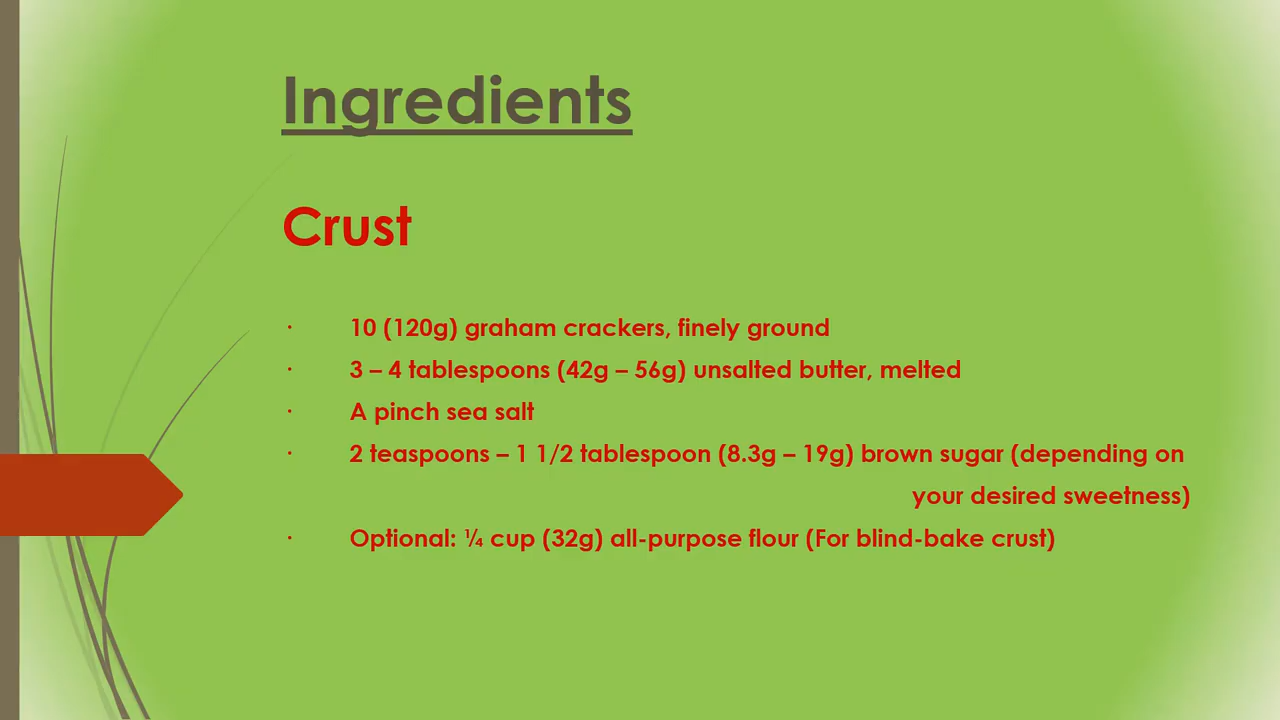 Ingredients
Crust
· 10 (120g) graham crackers, finely ground
· 3 – 4 tablespoons (42g – 56g) unsalted butter, melted
· A pinch sea salt
· 2 teaspoons – 1 1/2 tablespoon (8.3g – 19g) brown sugar (depending on
your desired sweetness)
· Optional: ¼ cup (32g) all-purpose flour (For blind-bake crust)